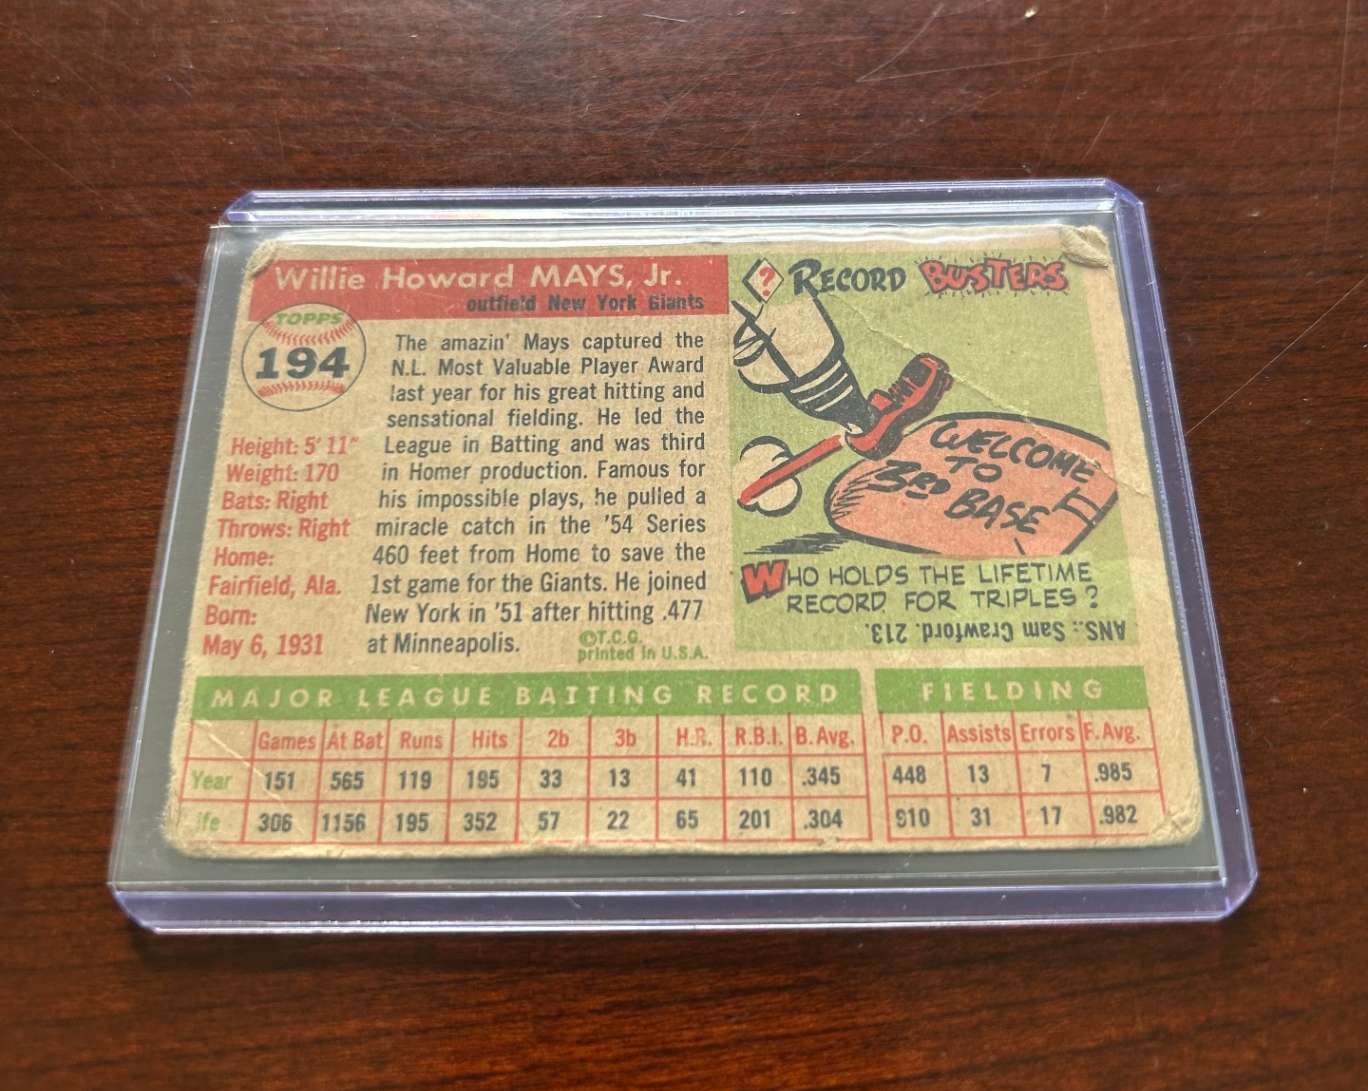 Willie Howard MAYS, Jr.
outfield New York Giants
TOPPS
194
Height: 5' 11"
Weight: 170
Bats: Right
Throws: Right
Home:
Fairfield, Ala.
Born:
May 6, 1931
The amazin' Mays captured the
N.L. Most Valuable Player Award
last year for his great hitting and
sensational fielding. He led the
League in Batting and was third
in Homer production. Famous for
his impossible plays, he pulled a
miracle catch in the '54 Series
460 feet from Home to save the
1st game for the Giants. He joined
New York in '51 after hitting .477
at Minneapolis.
©T.C.G.
printed in U.S.A.
? RECORD BUSTERS
WELCOME
TO
3RD BASE
WHO HOLDS THE LIFETIME
RECORD FOR TRIPLES?
ANS.: Sam Crawford. 213.
MAJOR LEAGUE BATTING RECORD
Games At Bat Runs Hits 2b 3b H.R. R.B.I. B. Avg.
Year 151 565 119 195 33 13 41 110 .345
ife 306 1156 195 352 57 22 65 201 .304
FIELDING
P.O. Assists Errors F. Avg.
448 13 7 .985
910 31 17 .982